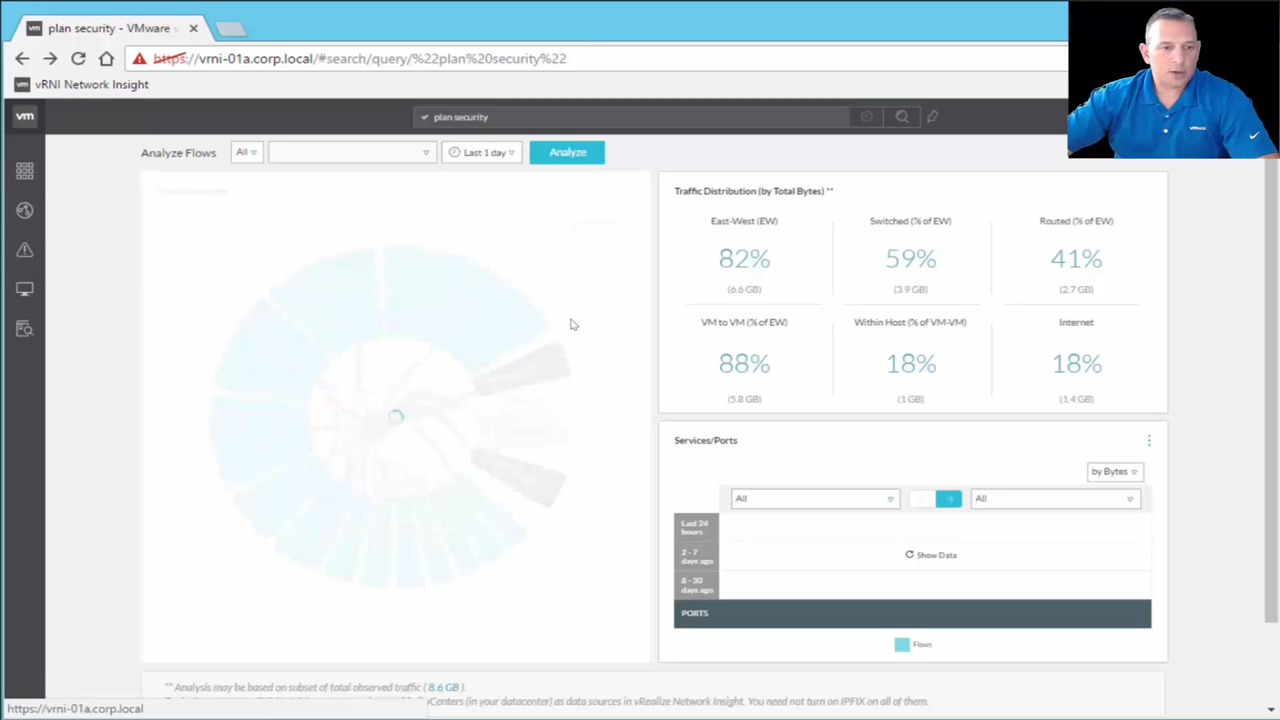 plan security - VMware
https://vrni-01a.corp.local/#search/query/%22plan%20security%22
vm vRNI Network Insight
vm
plan security
Analyze Flows All Last 1 day Analyze
Traffic Distribution (by Total Bytes) **
East-West (EW) Switched (% of EW) Routed (% of EW)
82% 59% 41%
(6.6 GB) (3.9 GB) (2.7 GB)
VM to VM (% of EW) Within Host (% of VM-VM) Internet
88% 18% 18%
(5.8 GB) (1 GB) (1.4 GB)
Services/Ports
by Bytes
All All
Last 24 hours
2 - 7 days ago
Show Data
8 - 30 days ago
PORTS
Flows
** Analysis may be based on subset of total observed traffic ( 8.6 GB ).
Centers (in your datacenter) as data sources in vRealize Network Insight. You need not turn on IPFIX on all of them.
https://vrni-01a.corp.local
vmware